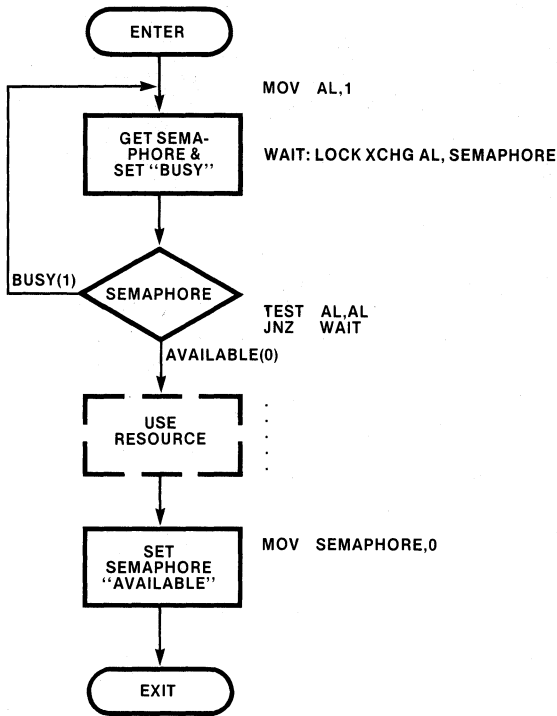 ENTER
MOV AL,1
GET SEMA-
PHORE &
SET "BUSY"
WAIT: LOCK XCHG AL, SEMAPHORE
BUSY(1)
SEMAPHORE
TEST AL,AL
JNZ WAIT
AVAILABLE(0)
USE
RESOURCE
.
.
.
.
.
SET
SEMAPHORE
"AVAILABLE"
MOV SEMAPHORE,0
EXIT